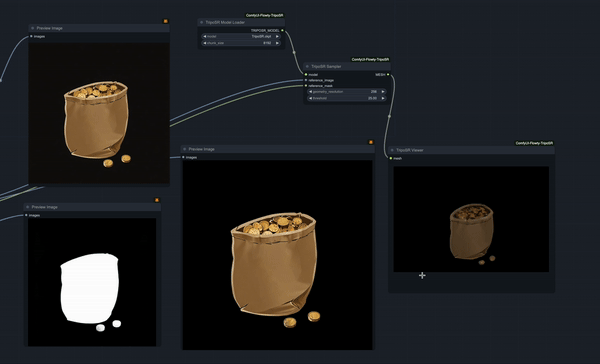 ComfyUI-Flowty-TripoSR
TripoSR Model Loader
TRIPOSR_MODEL
model TripoSR.ckpt
chunk_size 8192
Preview Image
images
ComfyUI-Flowty-TripoSR
TripoSR Sampler
model MESH
reference_image
reference_mask
geometry_resolution 256
threshold
Preview Image
images
ComfyUI-Flowty-TripoSR
TripoSR Viewer
mesh
Preview Image
images